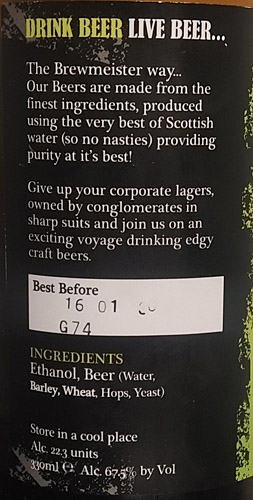 DRINK BEER LIVE BEER...
The Brewmeister way...
Our Beers are made from the
finest ingredients, produced
using the very best of Scottish
water (so no nasties) providing
purity at it's best!
Give up your corporate lagers,
owned by conglomerates in
sharp suits and join us on an
exciting voyage drinking edgy
craft beers.
Best Before
16 01
G74
INGREDIENTS
Ethanol, Beer (Water,
Barley, Wheat, Hops, Yeast)
Store in a cool place
Alc. 22.3 units
330ml e Alc. 67.5% by Vol